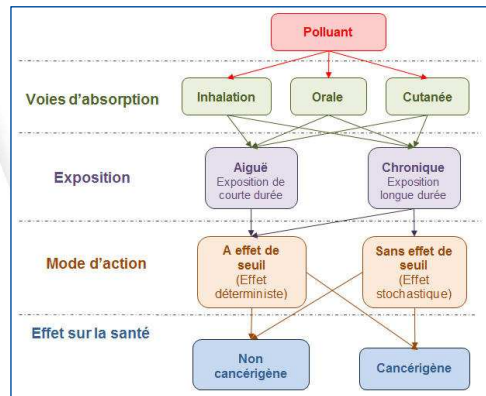 Polluant
Voies d'absorption
Inhalation
Orale
Cutanée
Exposition
Aiguë
Exposition de
courte durée
Chronique
Exposition
longue durée
Mode d'action
A effet de
seuil
(Effet
déterministe)
Sans effet de
seuil
(Effet
stochastique)
Effet sur la santé
Non
cancérigène
Cancérigène